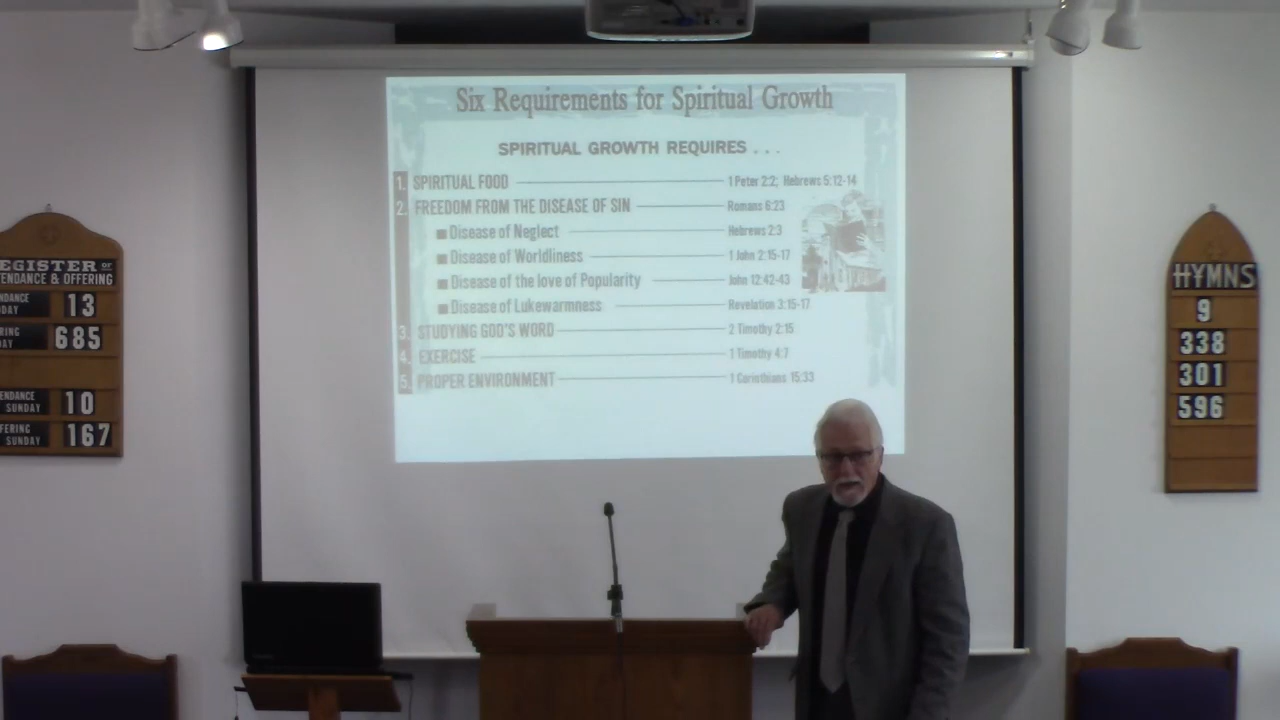 Six Requirements for Spiritual Growth
SPIRITUAL GROWTH REQUIRES . . .
1. SPIRITUAL FOOD 1 Peter 2:2; Hebrews 5:12-14
2. FREEDOM FROM THE DISEASE OF SIN Romans 6:23
■ Disease of Neglect Hebrews 2:3
■ Disease of Worldliness 1 John 2:15-17
■ Disease of the love of Popularity John 12:42-43
■ Disease of Lukewarmness Revelation 3:15-17
3. STUDYING GOD'S WORD 2 Timothy 2:15
4. EXERCISE 1 Timothy 4:7
5. PROPER ENVIRONMENT 1 Corinthians 15:33
EGISTER OF
TENDANCE & OFFERING
NDANCE
DAY 13
RING
AY 685
ENDANCE
SUNDAY 10
FERING
SUNDAY 167
HYMNS
9
338
301
596